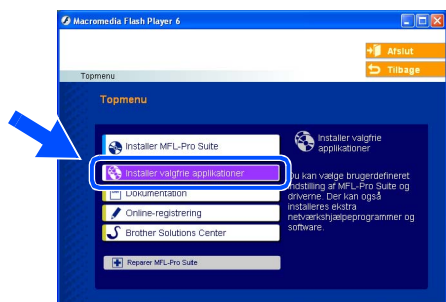 Macromedia Flash Player 6
Afslut
Tilbage
Topmenu
Topmenu
Installer MFL-Pro Suite
Installer valgfrie applikationer
Dokumentation
Online-registrering
Brother Solutions Center
Reparer MFL-Pro Suite
Installer valgfrie
applikationer
Du kan vælge brugerdefineret
indstilling af MFL-Pro Suite og
driverne. Der kan også
installeres ekstra
netværkshjælpeprogrammer og
software.